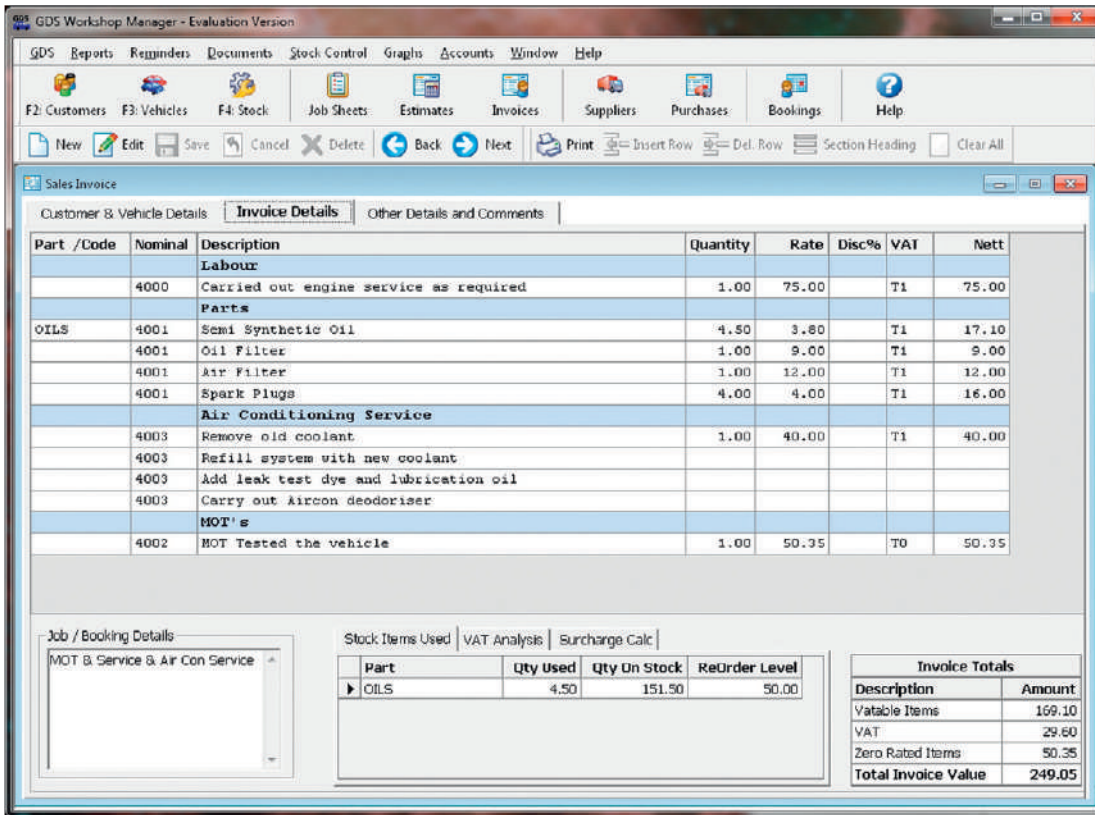 GDS Workshop Manager - Evaluation Version
GDS Reports Reminders Documents Stock Control Graphs Accounts Window Help
F2: Customers F3: Vehicles F4: Stock Job Sheets Estimates Invoices Suppliers Purchases Bookings Help
New Edit Save Cancel Delete Back Next Print Insert Row Del. Row Section Heading Clear All
Sales Invoice
Customer & Vehicle Details Invoice Details Other Details and Comments
Part /Code Nominal Description Quantity Rate Disc% VAT Nett
Labour
4000 Carried out engine service as required 1.00 75.00 T1 75.00
Parts
OILS 4001 Semi Synthetic Oil 4.50 3.80 T1 17.10
4001 Oil Filter 1.00 9.00 T1 9.00
4001 Air Filter 1.00 12.00 T1 12.00
4001 Spark Plugs 4.00 4.00 T1 16.00
Air Conditioning Service
4003 Remove old coolant 1.00 40.00 T1 40.00
4003 Refill system with new coolant
4003 Add leak test dye and lubrication oil
4003 Carry out Aircon deodoriser
MOT's
4002 MOT Tested the vehicle 1.00 50.35 T0 50.35
Job / Booking Details
MOT & Service & Air Con Service
Stock Items Used VAT Analysis Surcharge Calc
Part Qty Used Qty On Stock ReOrder Level
OILS 4.50 151.50 50.00
Invoice Totals
Description Amount
Vatable Items 169.10
VAT 29.60
Zero Rated Items 50.35
Total Invoice Value 249.05